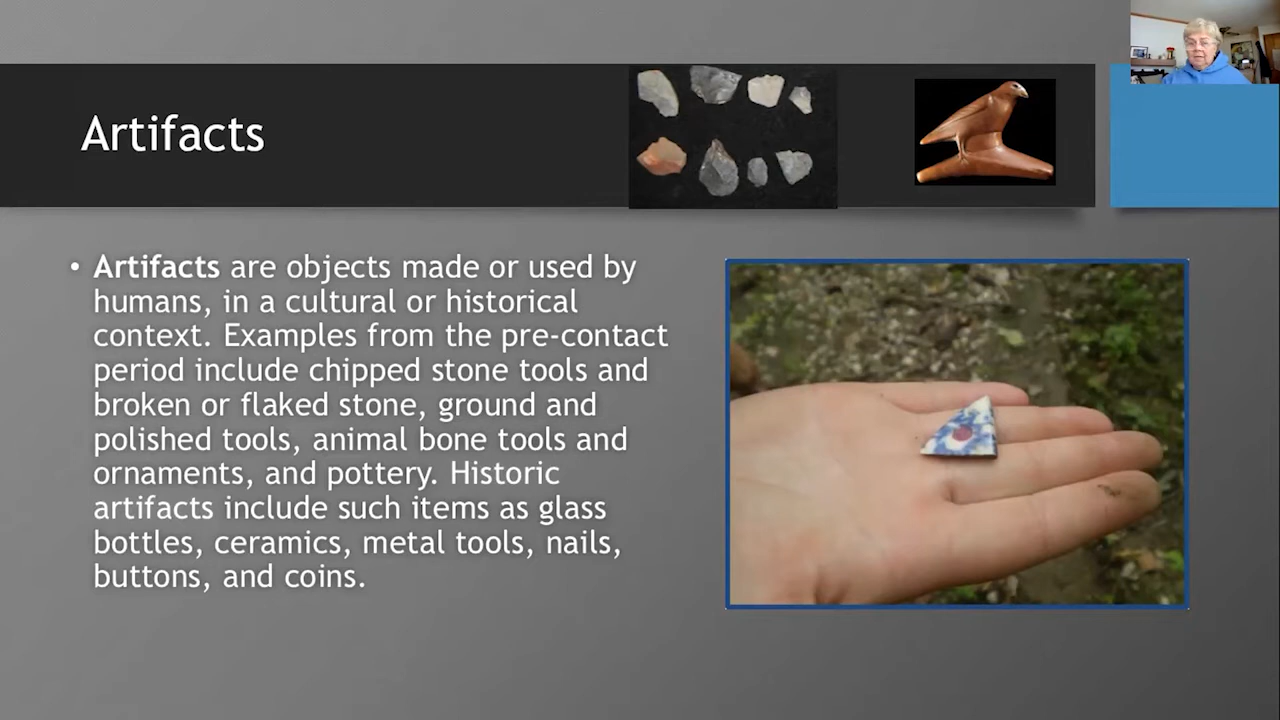 Artifacts
• Artifacts are objects made or used by
humans, in a cultural or historical
context. Examples from the pre-contact
period include chipped stone tools and
broken or flaked stone, ground and
polished tools, animal bone tools and
ornaments, and pottery. Historic
artifacts include such items as glass
bottles, ceramics, metal tools, nails,
buttons, and coins.